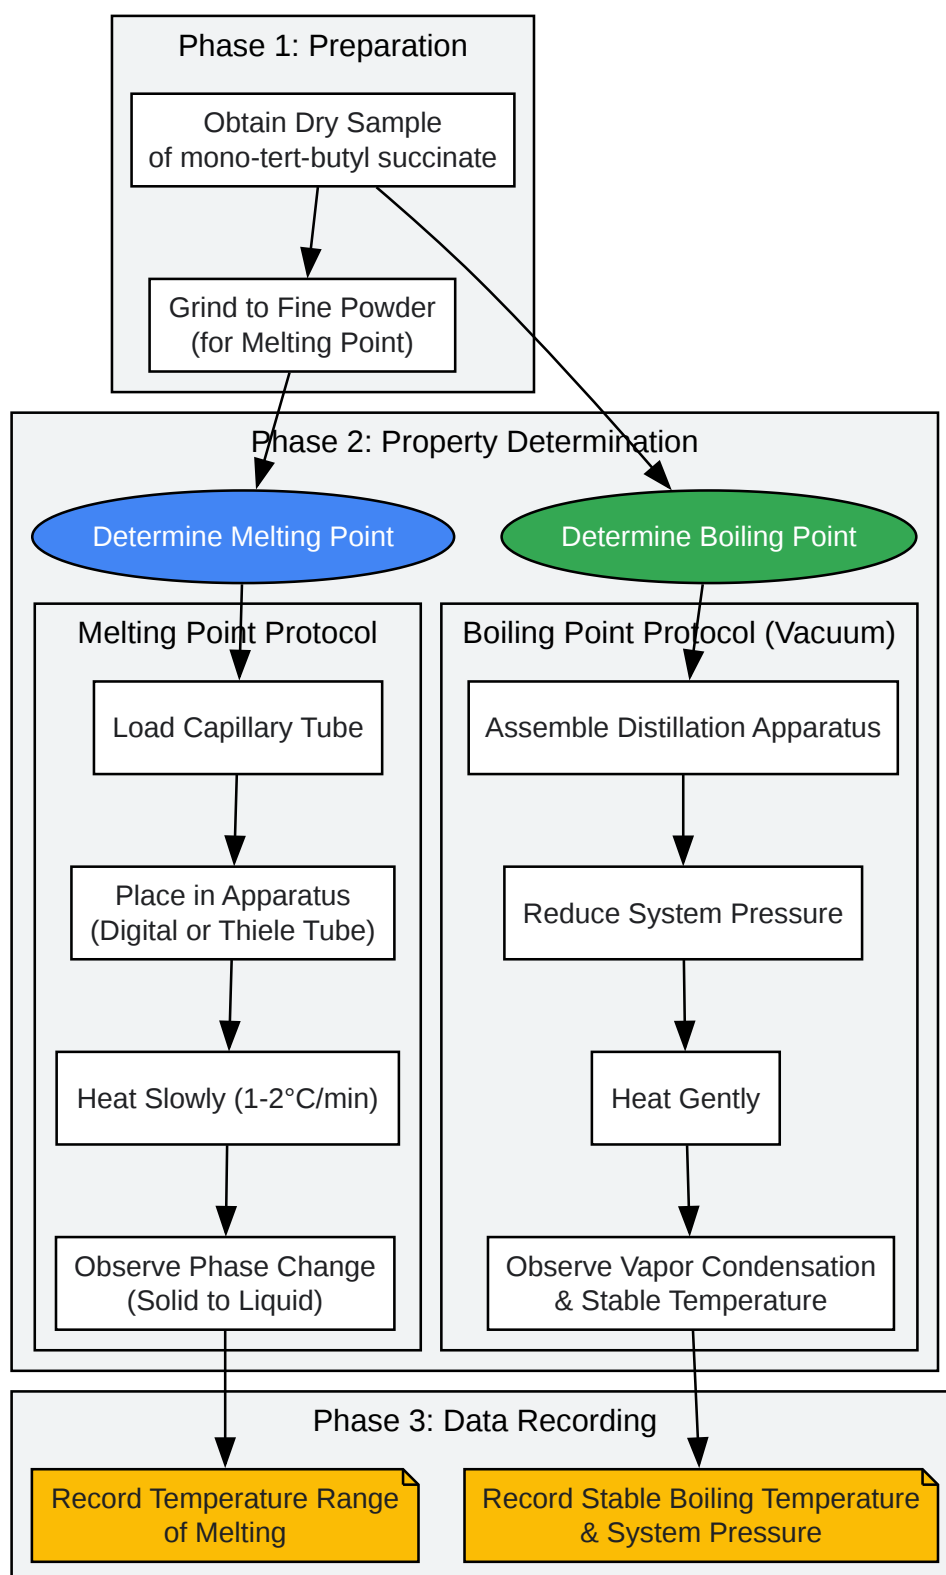 Phase 1: Preparation
Obtain Dry Sample
of mono-tert-butyl succinate
Grind to Fine Powder
(for Melting Point)
Phase 2: Property Determination
Determine Melting Point
Determine Boiling Point
Melting Point Protocol
Load Capillary Tube
Place in Apparatus
(Digital or Thiele Tube)
Heat Slowly (1-2°C/min)
Observe Phase Change
(Solid to Liquid)
Boiling Point Protocol (Vacuum)
Assemble Distillation Apparatus
Reduce System Pressure
Heat Gently
Observe Vapor Condensation
& Stable Temperature
Phase 3: Data Recording
Record Temperature Range
of Melting
Record Stable Boiling Temperature
& System Pressure